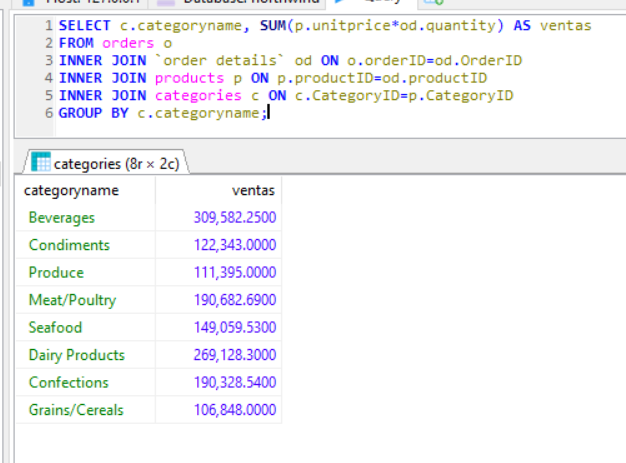 1 SELECT c.categoryname, SUM(p.unitprice*od.quantity) AS ventas
2 FROM orders o
3 INNER JOIN `order details` od ON o.orderID=od.OrderID
4 INNER JOIN products p ON p.productID=od.productID
5 INNER JOIN categories c ON c.CategoryID=p.CategoryID
6 GROUP BY c.categoryname;
categories (8r × 2c)
categoryname ventas
Beverages 309,582.2500
Condiments 122,343.0000
Produce 111,395.0000
Meat/Poultry 190,682.6900
Seafood 149,059.5300
Dairy Products 269,128.3000
Confections 190,328.5400
Grains/Cereals 106,848.0000